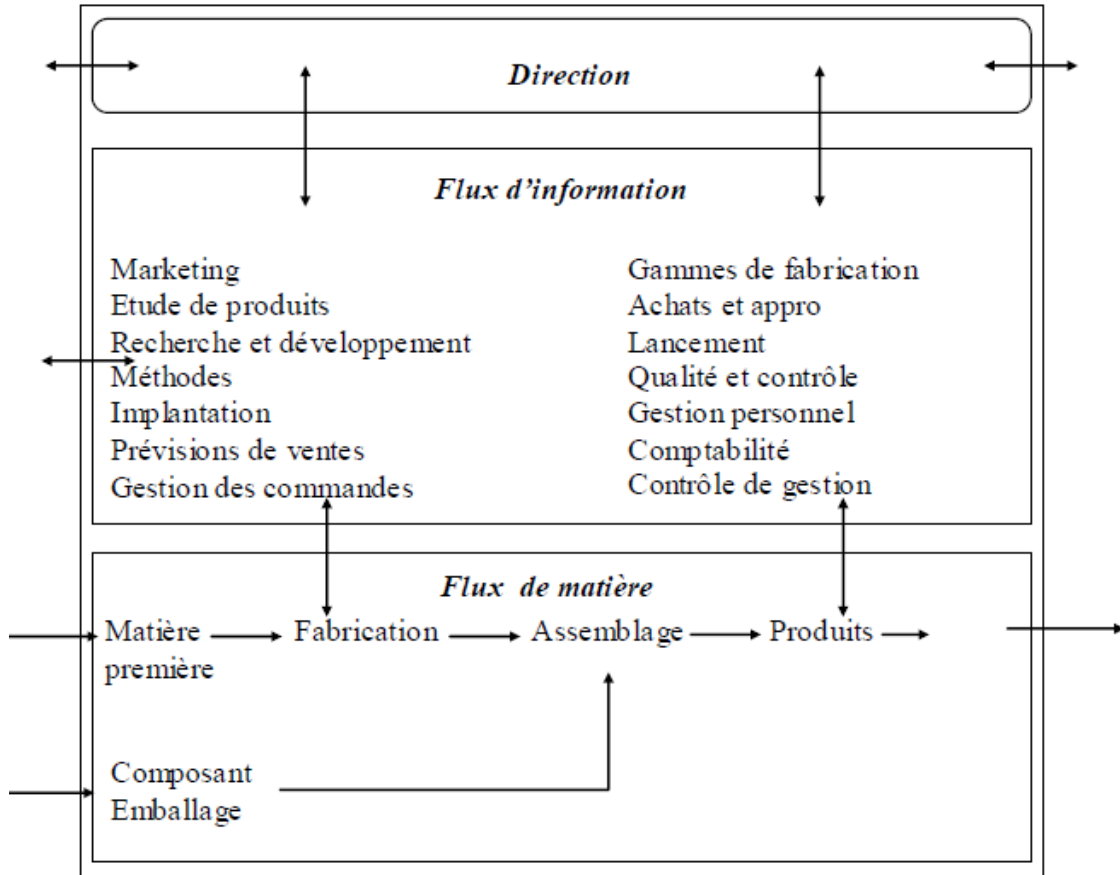 Direction
Flux d’information
Marketing
Etude de produits
Recherche et développement
Méthodes
Implantation
Prévisions de ventes
Gestion des commandes
Gammes de fabrication
Achats et appro
Lancement
Qualité et contrôle
Gestion personnel
Comptabilité
Contrôle de gestion
Flux de matière
Matière première
Fabrication
Assemblage
Produits
Composant
Emballage